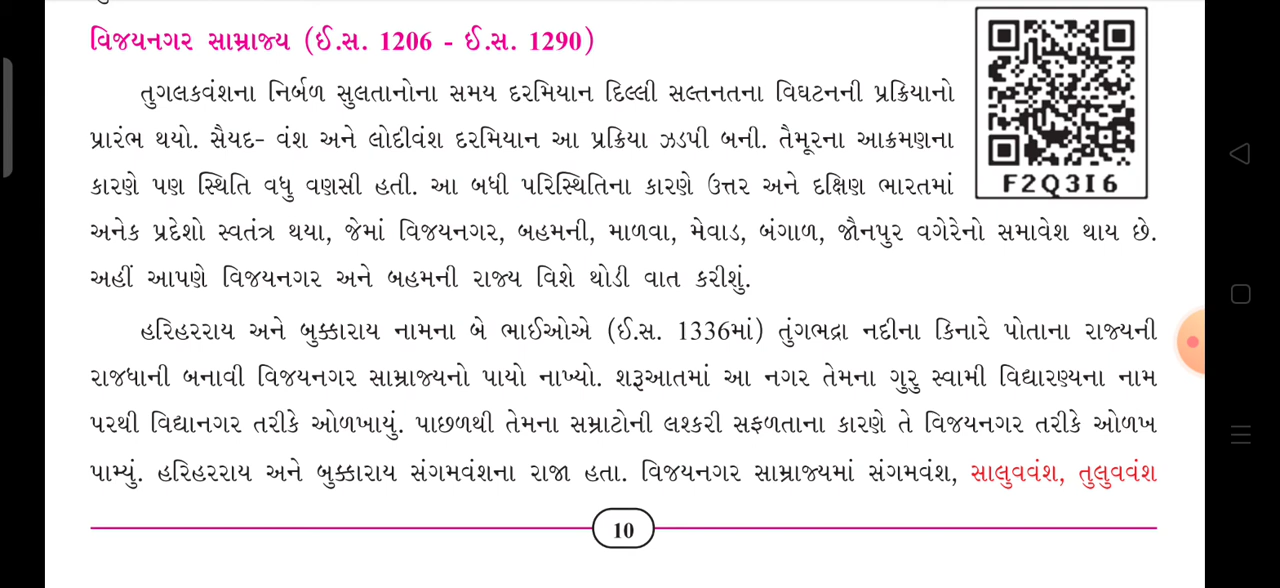 વિજયનગર સામ્રાજ્ય (ઈ.સ. 1206 - ઈ.સ. 1290)
તુગલકવંશના નિર્બળ સુલતાનોના સમય દરમિયાન દિલ્લી સલ્તનતના વિઘટનની પ્રક્રિયાનો
પ્રારંભ થયો. સૈયદ- વંશ અને લોદીવંશ દરમિયાન આ પ્રક્રિયા ઝડપી બની. તૈમૂરના આક્રમણના
કારણે પણ સ્થિતિ વધુ વણસી હતી. આ બધી પરિસ્થિતિના કારણે ઉત્તર અને દક્ષિણ ભારતમાં
F2Q3I6
અનેક પ્રદેશો સ્વતંત્ર થયા, જેમાં વિજયનગર, બહમની, માળવા, મેવાડ, બંગાળ, જૌનપુર વગેરેનો સમાવેશ થાય છે.
અહીં આપણે વિજયનગર અને બહમની રાજ્ય વિશે થોડી વાત કરીશું.
હરિહરરાય અને બુક્કારાય નામના બે ભાઈઓએ (ઈ.સ. 1336માં) તુંગભદ્રા નદીના કિનારે પોતાના રાજ્યની
રાજધાની બનાવી વિજયનગર સામ્રાજ્યનો પાયો નાખ્યો. શરૂઆતમાં આ નગર તેમના ગુરુ સ્વામી વિદ્યારણ્યના નામ
પરથી વિદ્યાનગર તરીકે ઓળખાયું. પાછળથી તેમના સમ્રાટોની લશ્કરી સફળતાના કારણે તે વિજયનગર તરીકે ઓળખ
પામ્યું. હરિહરરાય અને બુક્કારાય સંગમવંશના રાજા હતા. વિજયનગર સામ્રાજ્યમાં સંગમવંશ, સાલુવવંશ, તુલુવવંશ
10